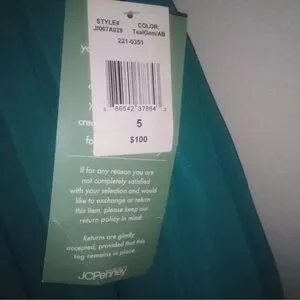 STYLE#
JI067A028
COLOR:
TealGem/AB
221-0351
5
$100
If for any reason you are
not completely satisfied
with your selection and would
like to exchange or return
this item, please keep our
return policy in mind:
Returns are gladly
accepted, provided that this
tag remains in place.
JCPenney